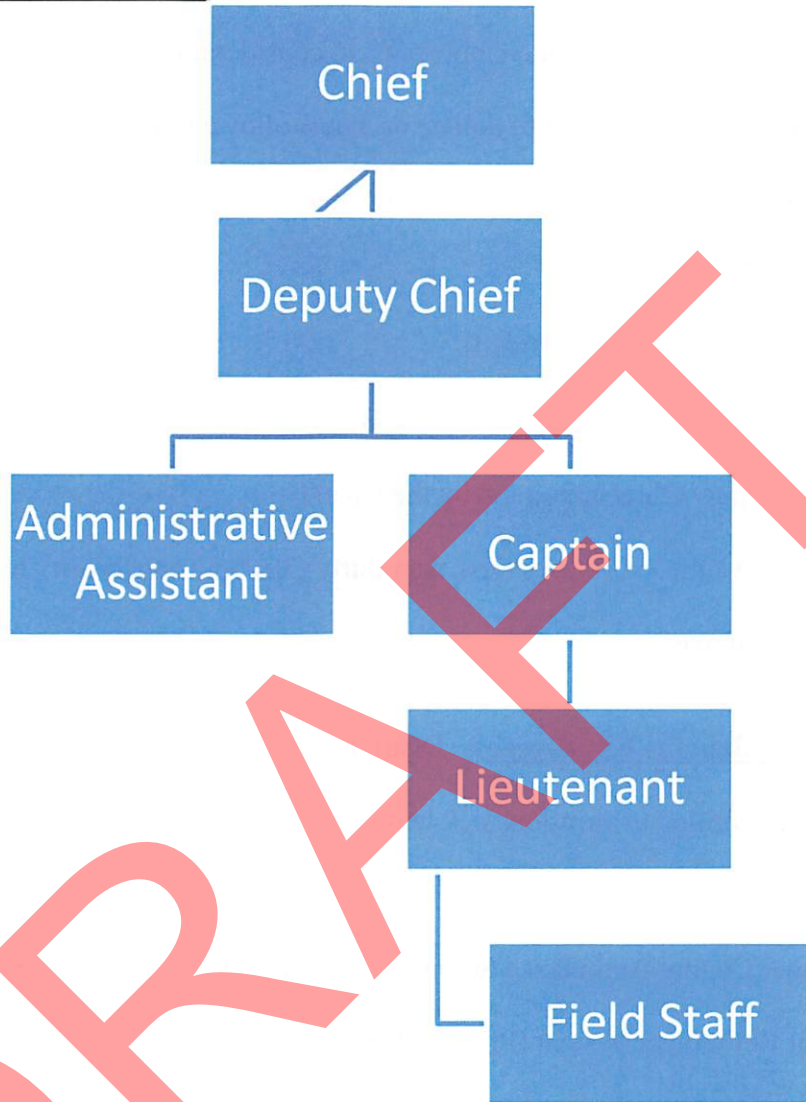 Chief
Deputy Chief
Administrative
Assistant
Captain
Lieutenant
Field Staff
DRAFT